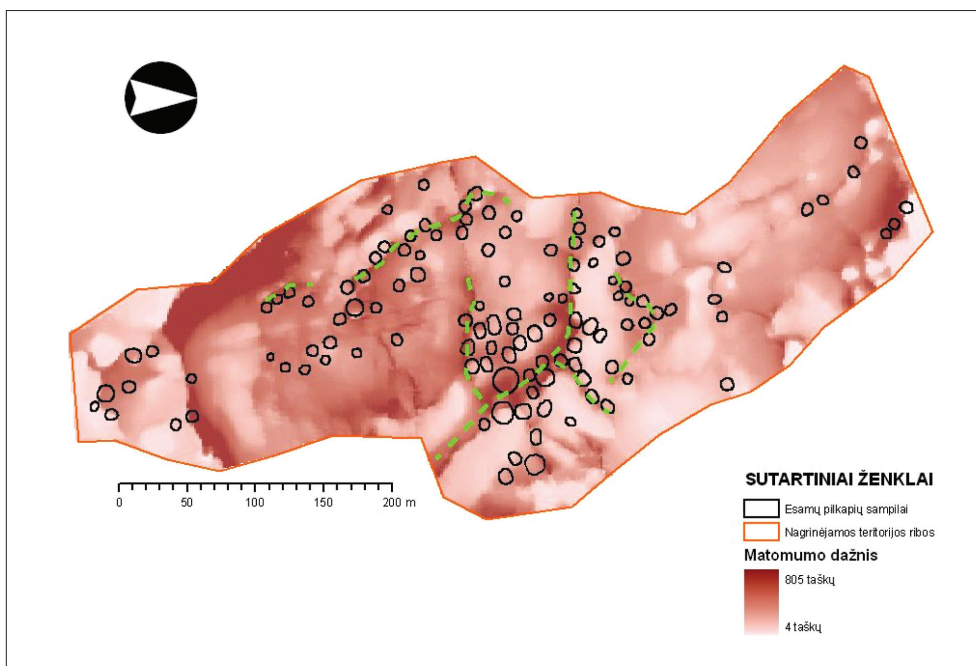 0 50 100 150 200 m
SUTARTINIAI ŽENKLAI
Esamų pilkapių sampilai
Nagrinėjamos teritorijos ribos
Matomumo dažnis
805 taškų
4 taškų